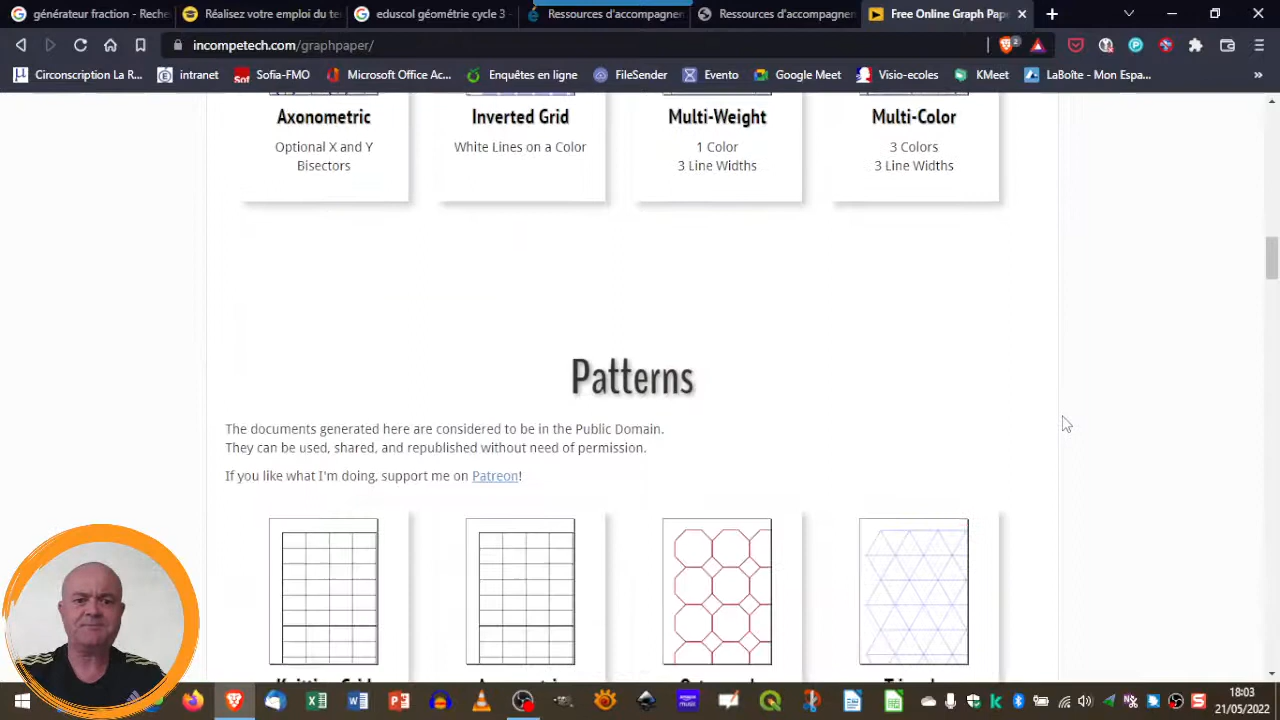 générateur fraction - Reche
Réalisez votre emploi du te
eduscol géométrie cycle 3 -
Ressources d'accompagnem
Ressources d'accompagnem
Free Online Graph Pap
incompetech.com/graphpaper/
2
Circonscription La R...
intranet
Sofia-FMO
Microsoft Office Ac...
Enquêtes en ligne
FileSender
Evento
Google Meet
Visio-ecoles
KMeet
LaBoîte - Mon Espa...
»
Axonometric
Inverted Grid
Multi-Weight
Multi-Color
Optional X and Y
White Lines on a Color
1 Color
3 Colors
Bisectors
3 Line Widths
3 Line Widths
Patterns
The documents generated here are considered to be in the Public Domain.
They can be used, shared, and republished without need of permission.
If you like what I'm doing, support me on Patreon!
18:03
21/05/2022